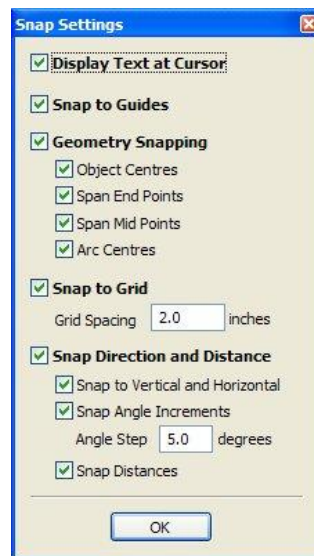 Snap Settings
Display Text at Cursor
Snap to Guides
Geometry Snapping
Object Centres
Span End Points
Span Mid Points
Arc Centres
Snap to Grid
Grid Spacing 2.0 inches
Snap Direction and Distance
Snap to Vertical and Horizontal
Snap Angle Increments
Angle Step 5.0 degrees
Snap Distances
OK